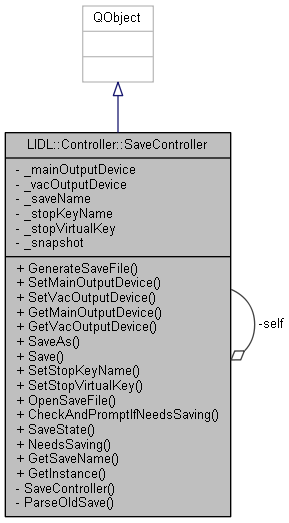 QObject
LIDL::Controller::SaveController
- _mainOutputDevice
- _vacOutputDevice
- _saveName
- _stopKeyName
- _stopVirtualKey
- _snapshot
+ GenerateSaveFile()
+ SetMainOutputDevice()
+ SetVacOutputDevice()
+ GetMainOutputDevice()
+ GetVacOutputDevice()
+ SaveAs()
+ Save()
+ SetStopKeyName()
+ SetStopVirtualKey()
+ OpenSaveFile()
+ CheckAndPromptIfNeedsSaving()
+ SaveState()
+ NeedsSaving()
+ GetSaveName()
+ GetInstance()
- SaveController()
- ParseOldSave()
-self